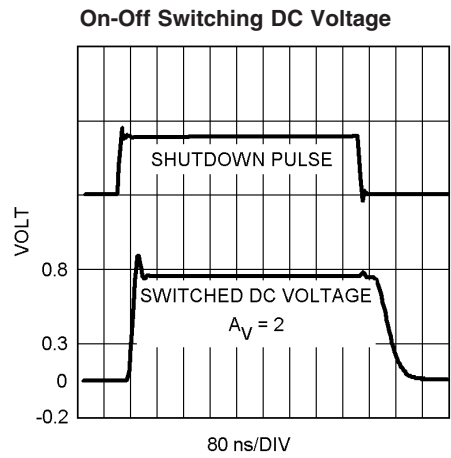 On-Off Switching DC Voltage
SHUTDOWN PULSE
VOLT
0.8
SWITCHED DC VOLTAGE
AV = 2
0.3
0
-0.2
80 ns/DIV